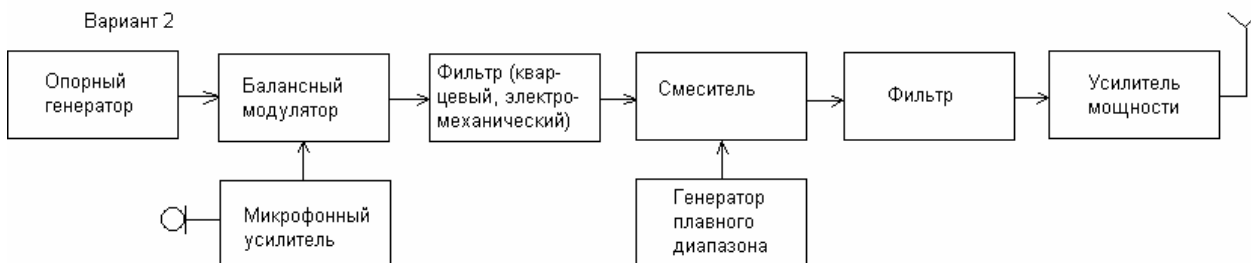 Вариант 2
Опорный
генератор
Балансный
модулятор
Фильтр (квар-
цевый, электро-
механический)
Смеситель
Фильтр
Усилитель
мощности
Микрофонный
усилитель
Генератор
плавного
диапазона